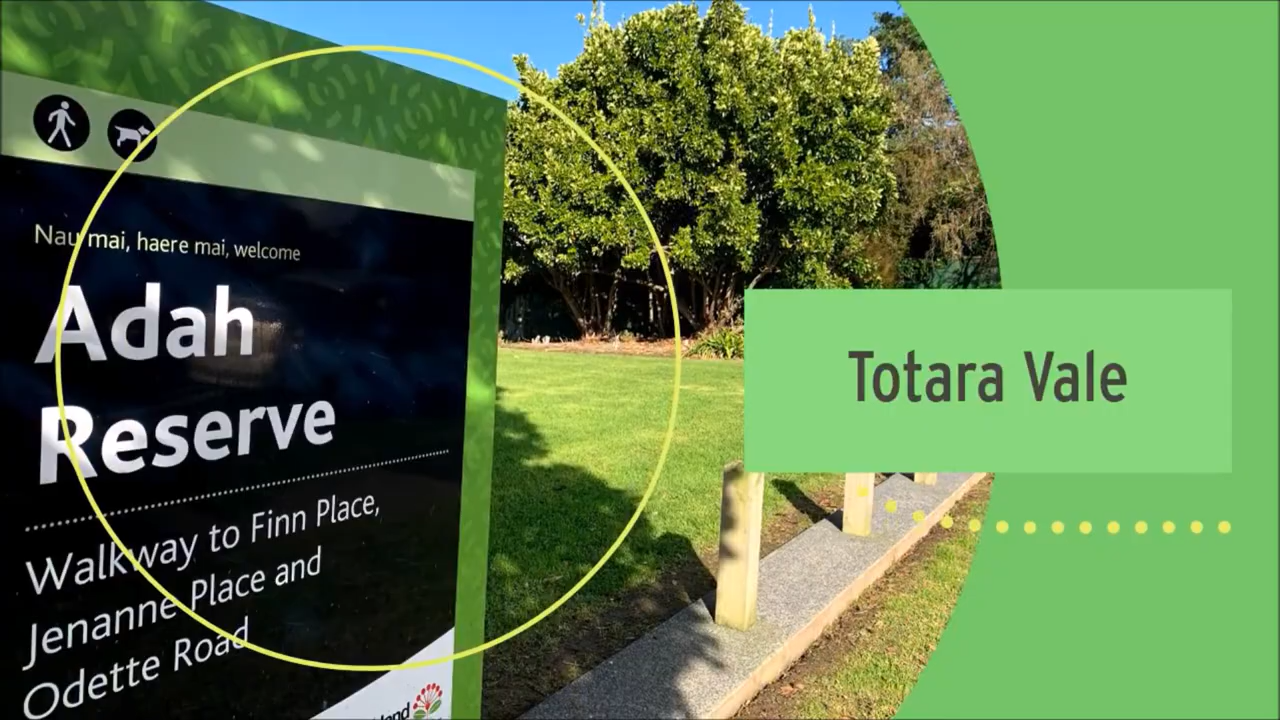 Nau mai, haere mai, welcome
Adah
Reserve
Walkway to Finn Place,
Jenanne Place and
Odette Road
Totara Vale